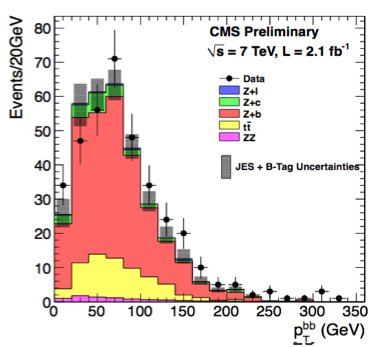 CMS Preliminary
√s = 7 TeV, L = 2.1 fb⁻¹
Data
Z+l
Z+c
Z+b
tt̄
ZZ
JES + B-Tag Uncertainties
Events/20GeV
80
70
60
50
40
30
20
10
0
0 50 100 150 200 250 300 350
p_T^bb (GeV)